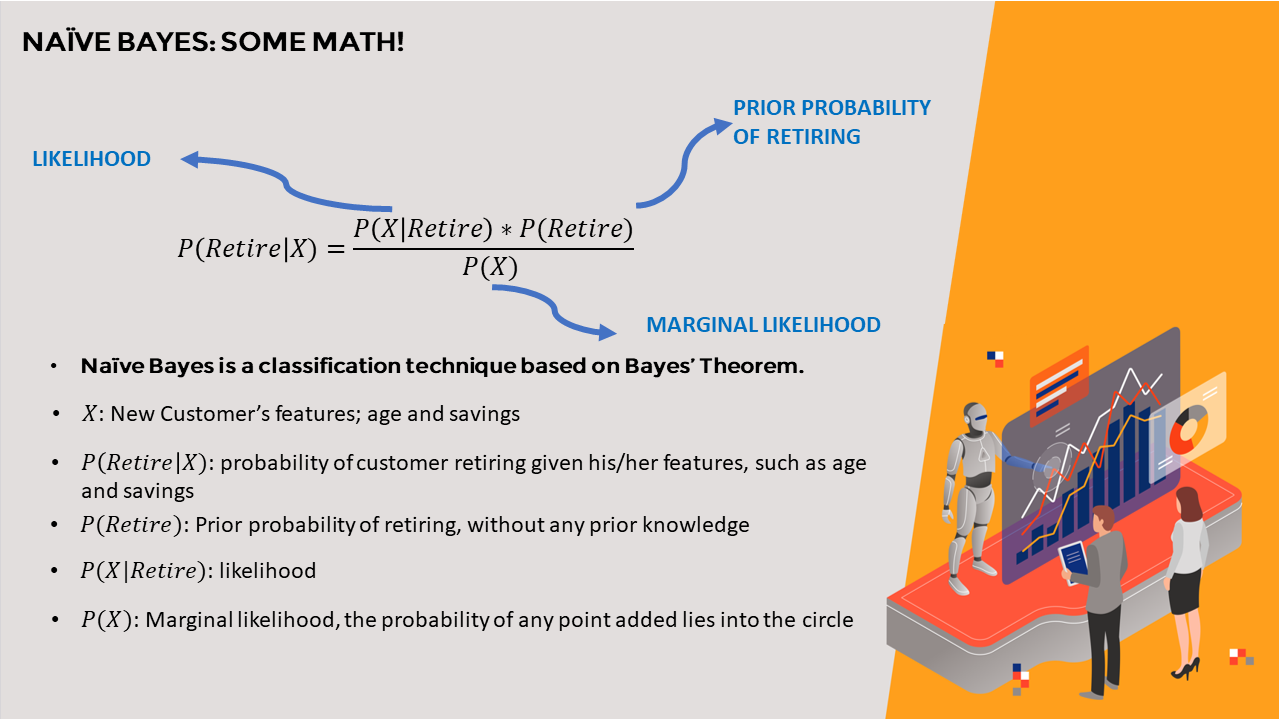 NAÏVE BAYES: SOME MATH!
PRIOR PROBABILITY
OF RETIRING
LIKELIHOOD
P(Retire|X) = P(X|Retire) ∗ P(Retire)
P(X)
MARGINAL LIKELIHOOD
• Naïve Bayes is a classification technique based on Bayes’ Theorem.
• X: New Customer’s features; age and savings
• P(Retire|X): probability of customer retiring given his/her features, such as age
and savings
• P(Retire): Prior probability of retiring, without any prior knowledge
• P(X|Retire): likelihood
• P(X): Marginal likelihood, the probability of any point added lies into the circle